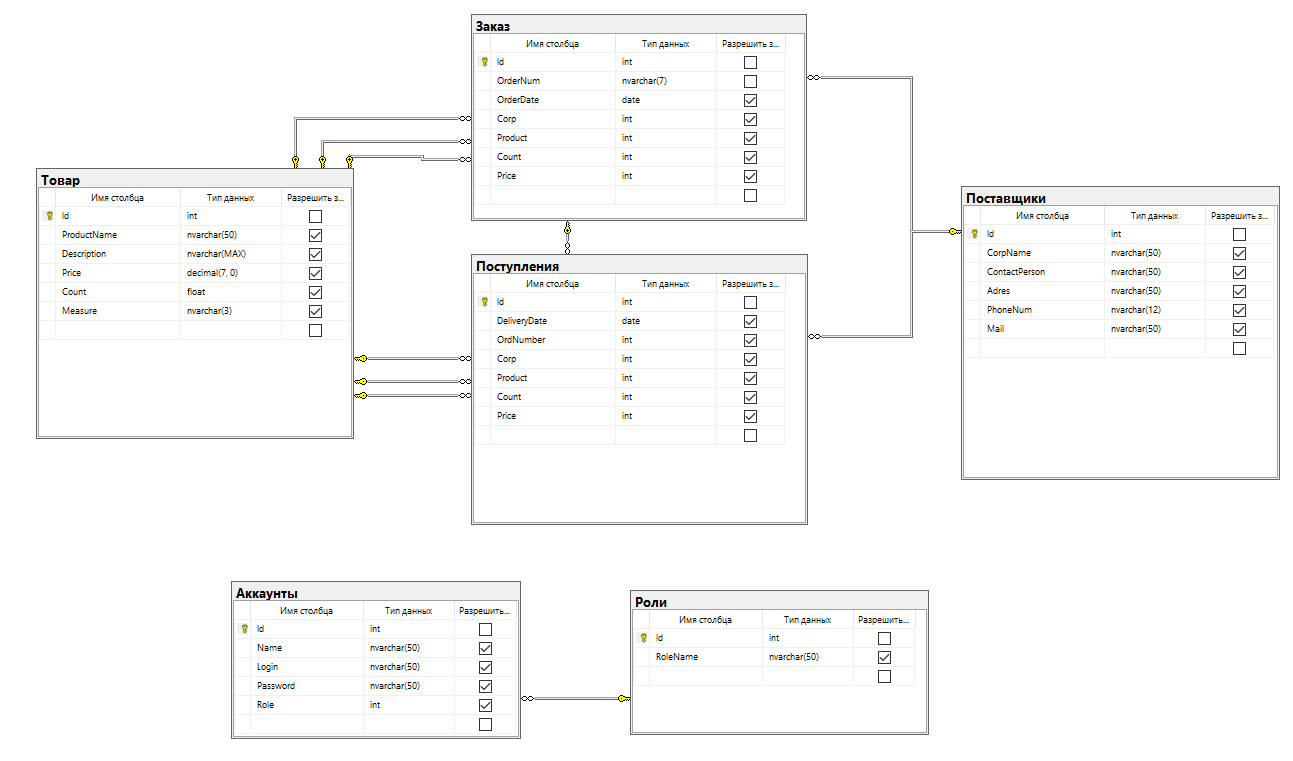 Заказ
Имя столбца Тип данных Разрешить з...
Id int
OrderNum nvarchar(7)
OrderDate date
Corp int
Product int
Count int
Price int
Товар
Имя столбца Тип данных Разрешить з...
Id int
ProductName nvarchar(50)
Description nvarchar(MAX)
Price decimal(7, 0)
Count float
Measure nvarchar(3)
Поставщики
Имя столбца Тип данных Разрешить з...
Id int
CorpName nvarchar(50)
ContactPerson nvarchar(50)
Adres nvarchar(50)
PhoneNum nvarchar(12)
Mail nvarchar(50)
Поступления
Имя столбца Тип данных Разрешить з...
Id int
DeliveryDate date
OrdNumber int
Corp int
Product int
Count int
Price int
Аккаунты
Имя столбца Тип данных Разрешить...
Id int
Name nvarchar(50)
Login nvarchar(50)
Password nvarchar(50)
Role int
Роли
Имя столбца Тип данных Разрешить...
Id int
RoleName nvarchar(50)